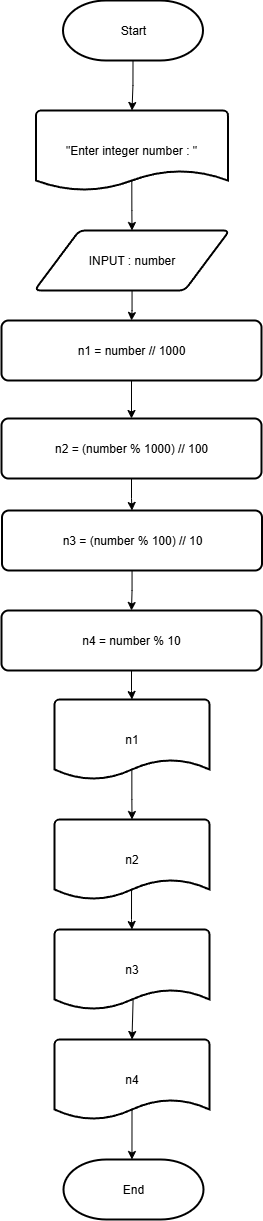 Start
"Enter integer number : "
INPUT : number
n1 = number // 1000
n2 = (number % 1000) // 100
n3 = (number % 100) // 10
n4 = number % 10
n1
n2
n3
n4
End